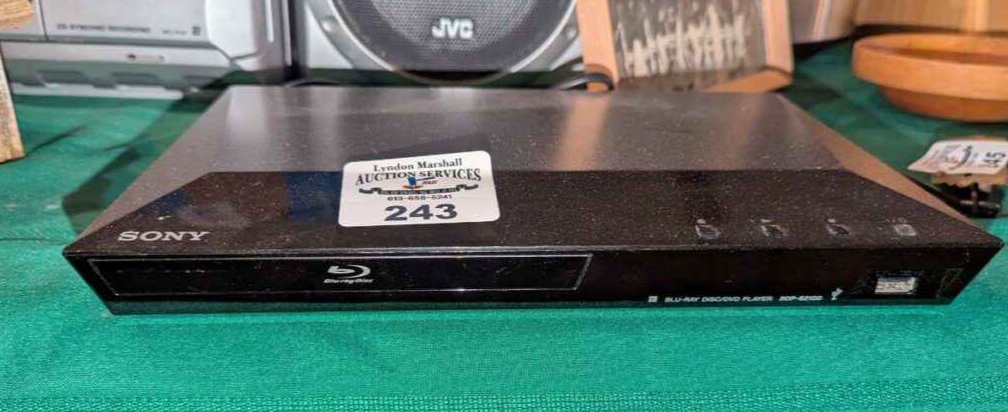 JVC
Lyndon Marshall
AUCTION SERVICES
613-658-5241
243
SONY
Blu-ray Disc
BLU-RAY DISC/DVD PLAYER BDP-S2100